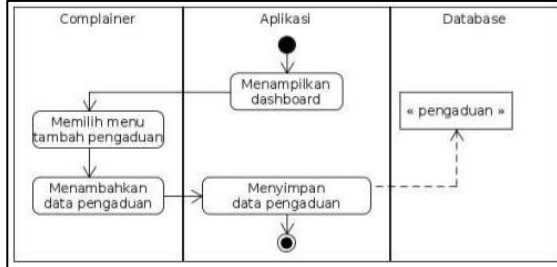 Complainer
Aplikasi
Database
Menampilkan
dashboard
Memilih menu
tambah pengaduan
« pengaduan »
Menambahkan
data pengaduan
Menyimpan
data pengaduan